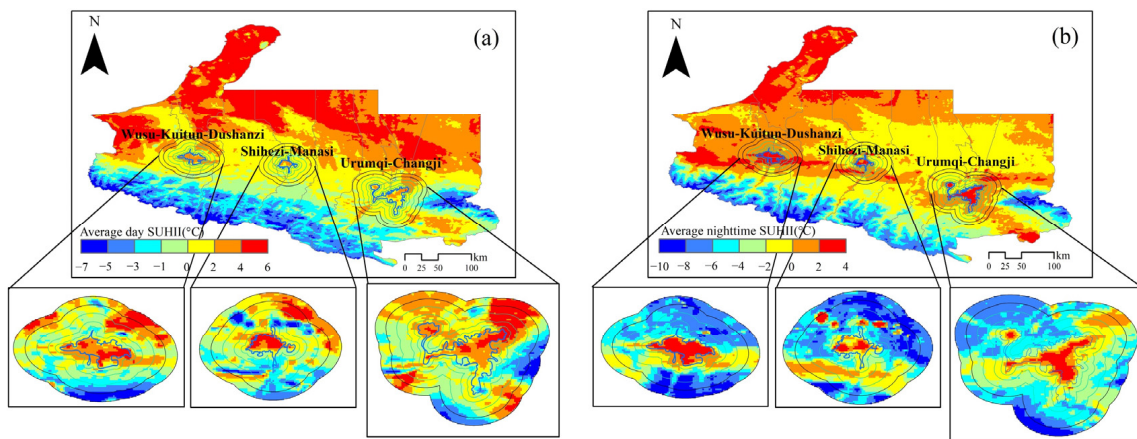 N
(a)
Wusu-Kuitun-Dushanzi
Shihezi-Manasi
Urumqi-Changji
Average day SUHII(°C)
−7 −3 −1 0 2 4 6
km
0 25 50 100
N
(b)
Wusu-Kuitun-Dushanzi
Shihezi-Manasi
Urumqi-Changji
Average nighttime SUHII(°C)
−10 −8 −6 −4 −2 0 2 4
km
0 25 50 100